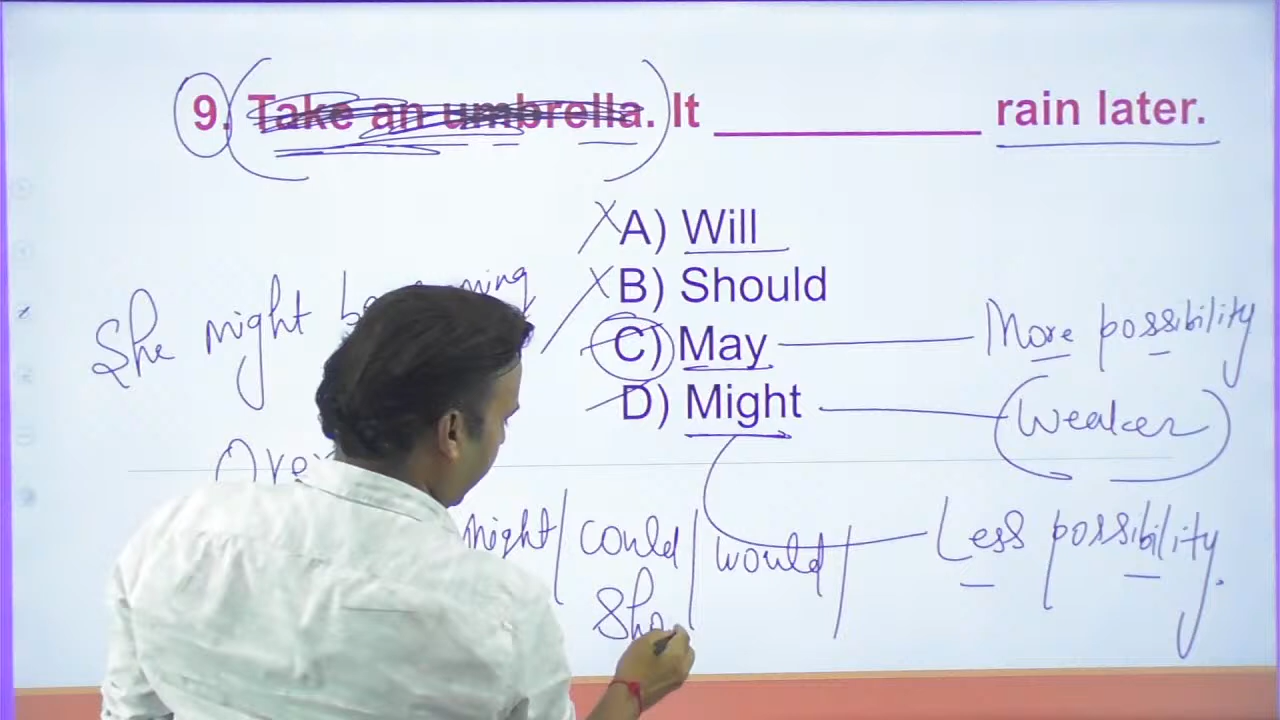 9. Take an umbrella. It __________ rain later.
A) Will
B) Should
C) May
D) Might
She might
More possibility
Weaker
might / could / would /
Less possibility.